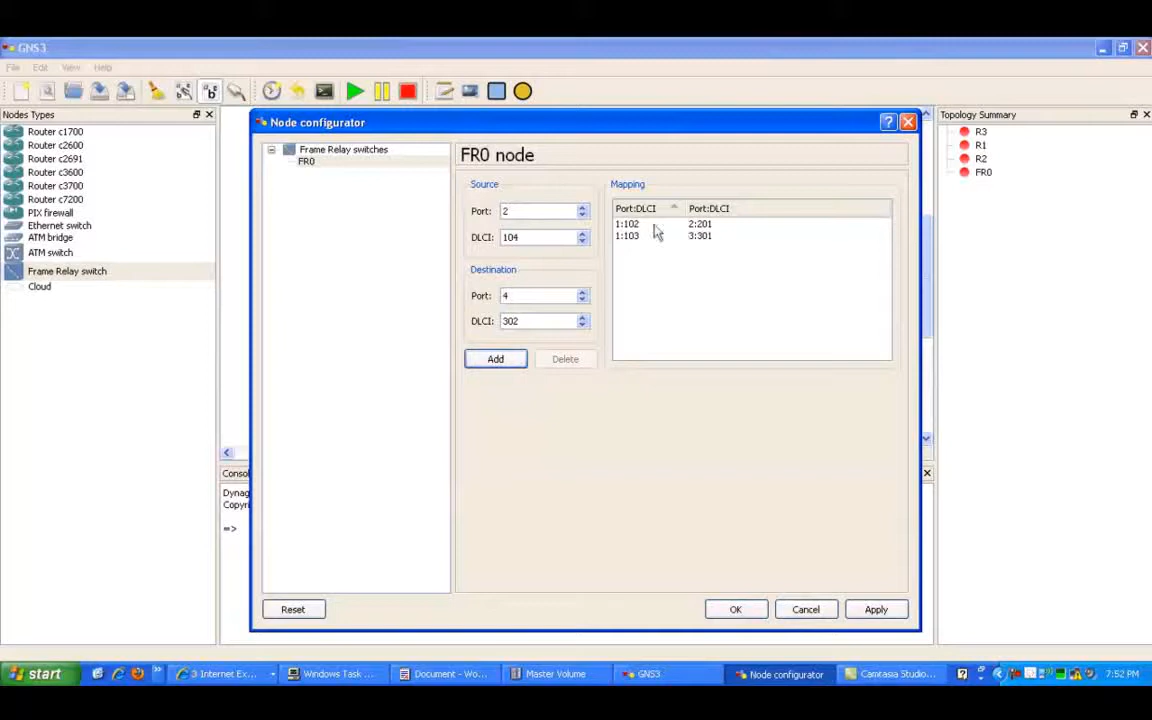 GNS3
File Edit View Help
Nodes Types
Router c1700
Router c2600
Router c2691
Router c3600
Router c3700
Router c7200
PIX firewall
Ethernet switch
ATM bridge
ATM switch
Frame Relay switch
Cloud
Node configurator
Frame Relay switches
FR0
FR0 node
Source
Port: 2
DLCI: 104
Destination
Port: 4
DLCI: 302
Add
Delete
Mapping
Port:DLCI Port:DLCI
1:102 2:201
1:103 3:301
Reset
OK
Cancel
Apply
Topology Summary
R3
R1
R2
FR0
Consol
Dynag
Copyri
=>
start
3 Internet Ex...
Windows Task ...
Document - Wo...
Master Volume
GNS3
Node configurator
Camtasia Studio...
7:52 PM